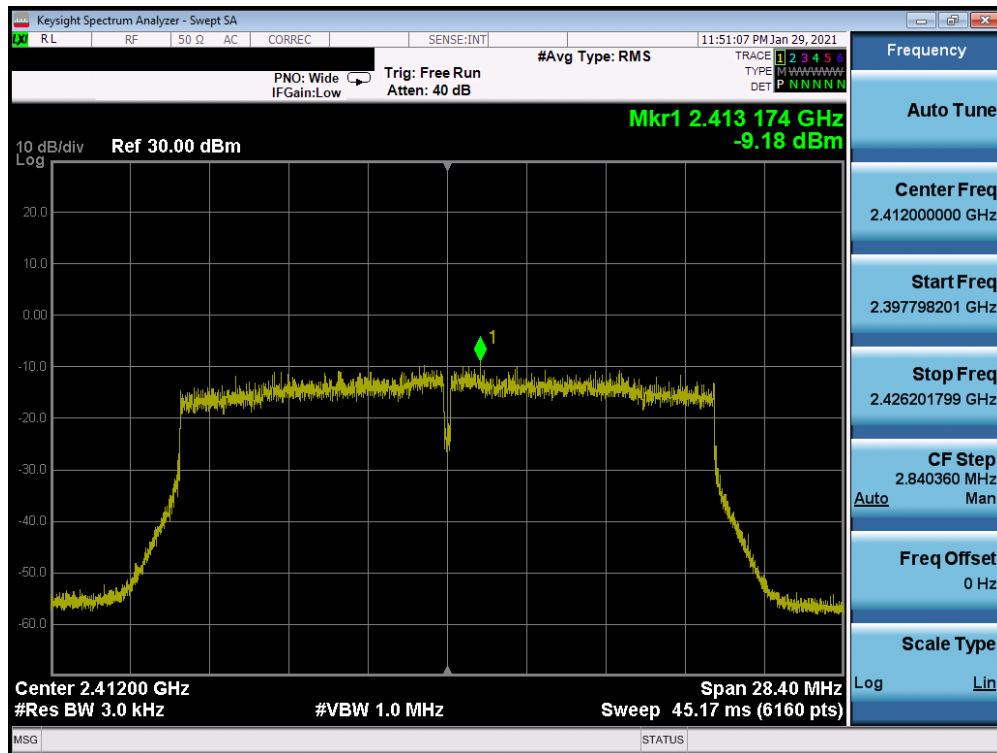 Keysight Spectrum Analyzer - Swept SA
LXI RL RF 50 Ω AC CORREC SENSE:INT 11:51:07 PM Jan 29, 2021
PNO: Wide
IFGain:Low
Trig: Free Run
Atten: 40 dB
#Avg Type: RMS
TRACE 1 2 3 4 5 6
TYPE M W W W W W
DET P N N N N N
Mkr1 2.413 174 GHz
-9.18 dBm
10 dB/div Ref 30.00 dBm
Log
20.0
10.0
0.00
-10.0
-20.0
-30.0
-40.0
-50.0
-60.0
1
Center 2.41200 GHz Span 28.40 MHz
#Res BW 3.0 kHz #VBW 1.0 MHz Sweep 45.17 ms (6160 pts)
MSG STATUS
Frequency
Auto Tune
Center Freq
2.412000000 GHz
Start Freq
2.397798201 GHz
Stop Freq
2.426201799 GHz
CF Step
2.840360 MHz
Auto Man
Freq Offset
0 Hz
Scale Type
Log Lin